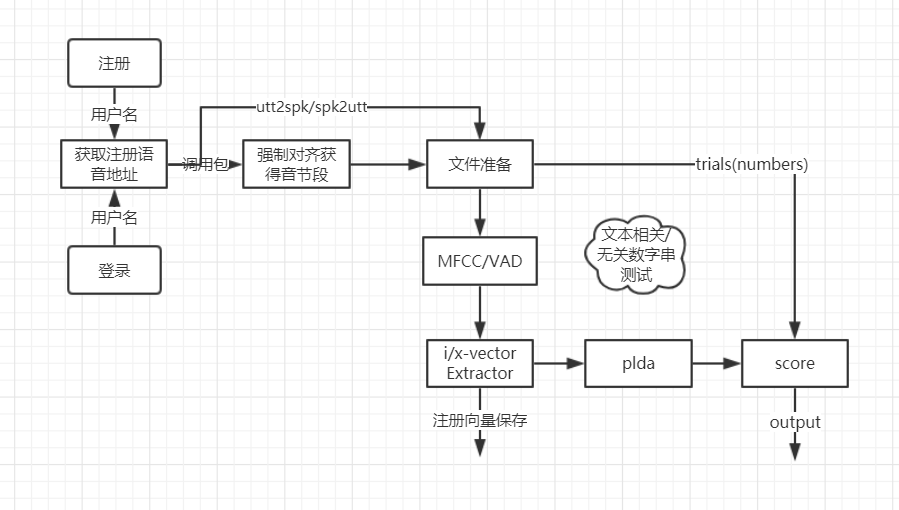 注册
用户名
utt2spk/spk2utt
获取注册语
音地址
调用包
强制对齐获
得音节段
文件准备
trials(numbers)
用户名
登录
文本相关/
无关数字串
测试
MFCC/VAD
i/x-vector
Extractor
plda
score
注册向量保存
output